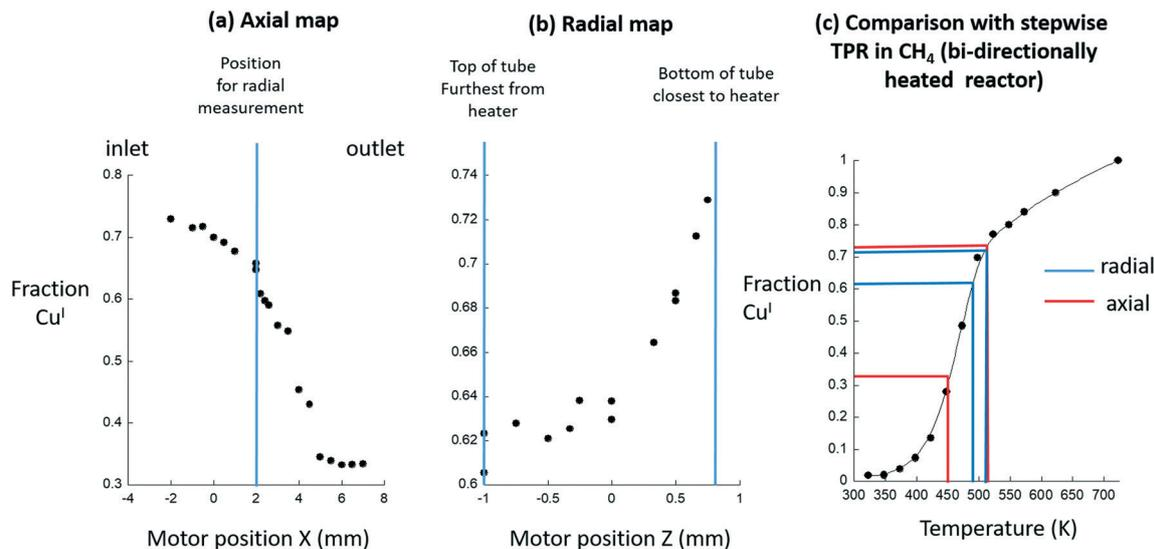 (a) Axial map
Position
for radial
measurement
inlet
outlet
0.8
0.7
0.6
0.5
0.4
0.3
-4
-2
0
2
4
6
8
Fraction
Cuᴵ
Motor position X (mm)
(b) Radial map
Top of tube
Furthest from
heater
Bottom of tube
closest to heater
0.74
0.72
0.7
0.68
0.66
0.64
0.62
0.6
-1
-0.5
0
0.5
1
Motor position Z (mm)
(c) Comparison with stepwise
TPR in CH₄ (bi-directionally
heated reactor)
1
0.9
0.8
0.7
0.6
0.5
0.4
0.3
0.2
0.1
0
300
350
400
450
500
550
600
650
700
Fraction
Cuᴵ
radial
axial
Temperature (K)